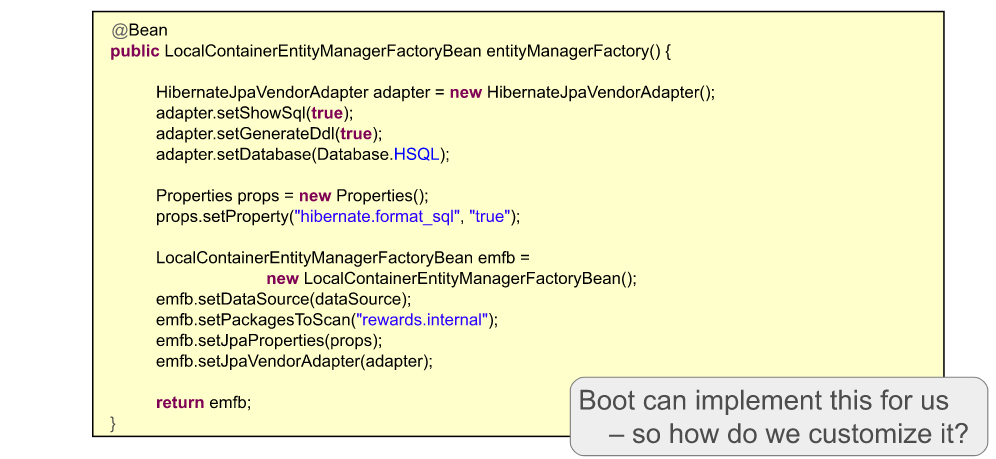 @Bean
public LocalContainerEntityManagerFactoryBean entityManagerFactory() {
HibernateJpaVendorAdapter adapter = new HibernateJpaVendorAdapter();
adapter.setShowSql(true);
adapter.setGenerateDdl(true);
adapter.setDatabase(Database.HSQL);
Properties props = new Properties();
props.setProperty("hibernate.format_sql", "true");
LocalContainerEntityManagerFactoryBean emfb =
new LocalContainerEntityManagerFactoryBean();
emfb.setDataSource(dataSource);
emfb.setPackagesToScan("rewards.internal");
emfb.setJpaProperties(props);
emfb.setJpaVendorAdapter(adapter);
return emfb;
}
Boot can implement this for us
– so how do we customize it?